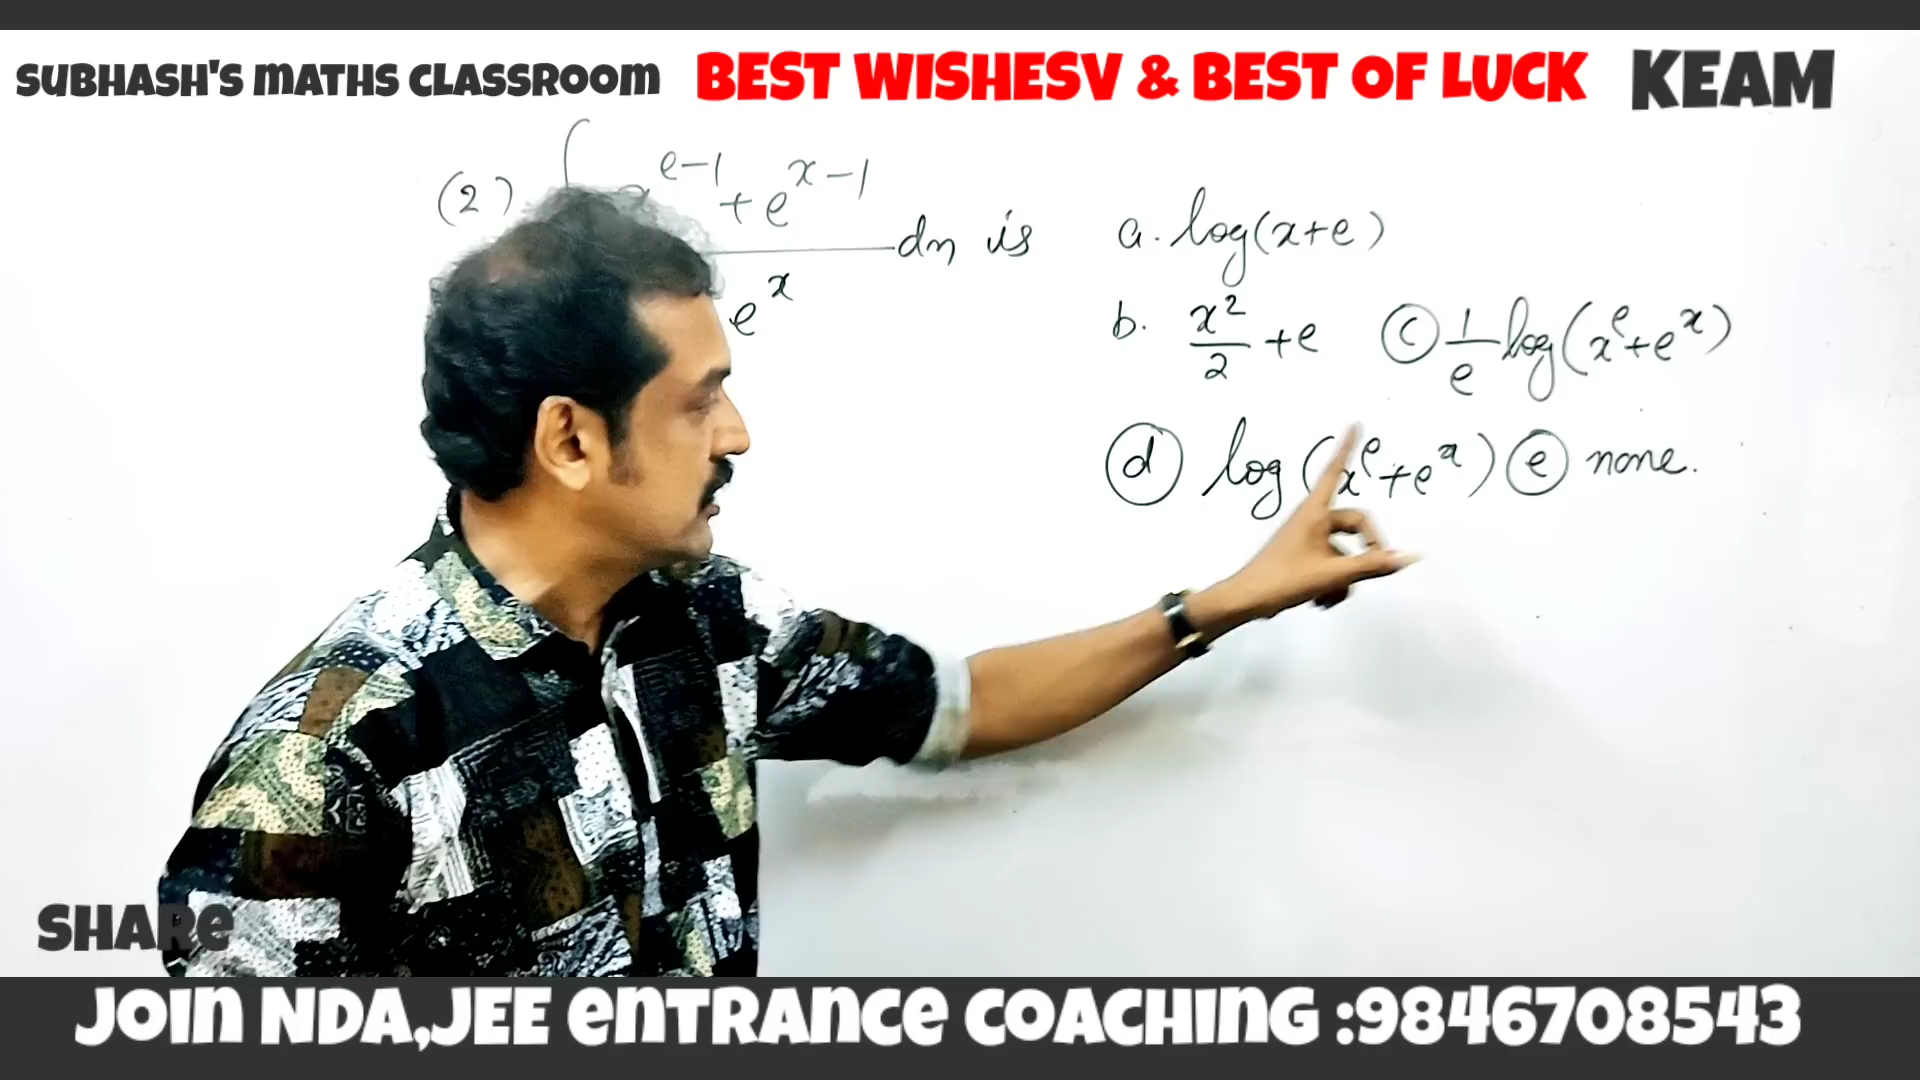 SUBHASH'S MATHS CLASSROOM BEST WISHESV & BEST OF LUCK KEAM
(2) ∫ x^{e-1} + e^{x-1}
dx is
e^x
a. log(x+e)
b. x²/2 + e (c) 1/e log(x^e + e^x)
(d) log(x^e + e^x) (e) none.
SHARE
JOIN NDA,JEE ENTRANCE COACHING :9846708543